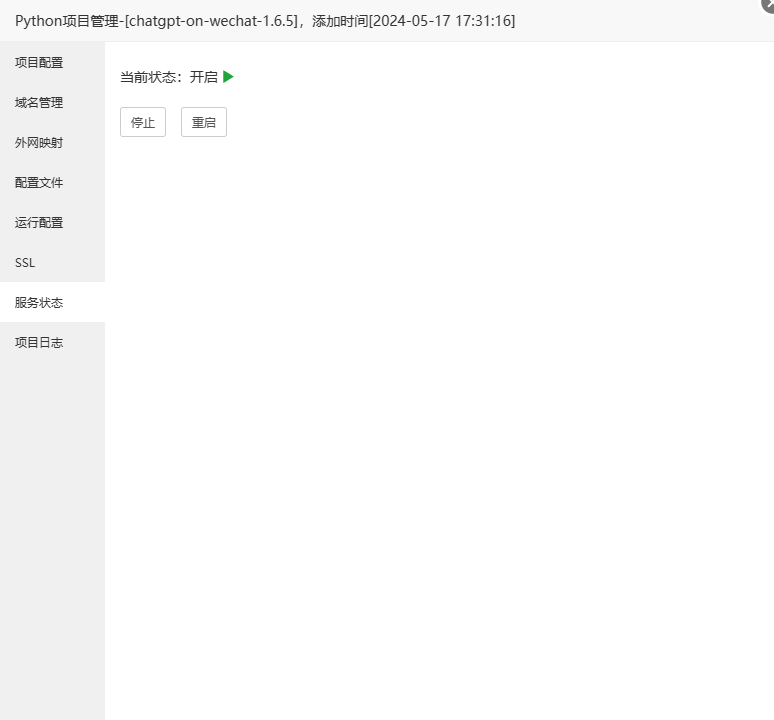 Python项目管理-[chatgpt-on-wechat-1.6.5]，添加时间[2024-05-17 17:31:16]
项目配置
域名管理
外网映射
配置文件
运行配置
SSL
服务状态
项目日志
当前状态：开启
停止 重启